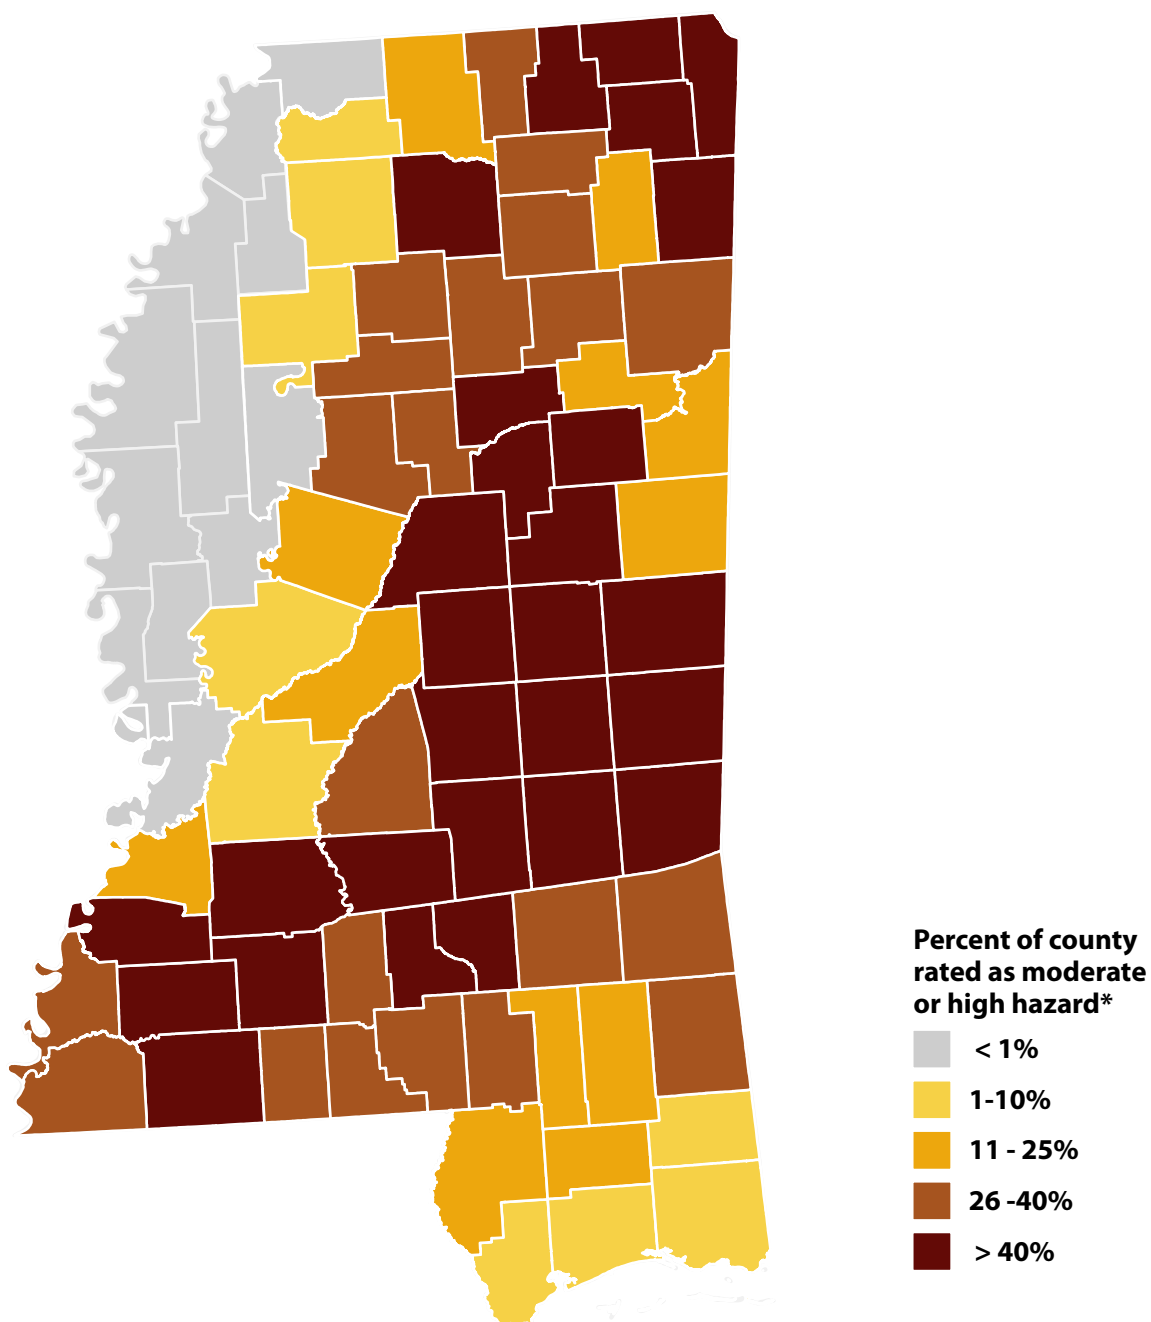 Percent of county
rated as moderate
or high hazard*
< 1%
1-10%
11 - 25%
26 -40%
> 40%